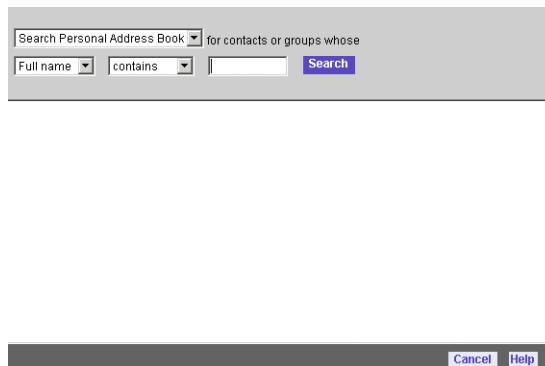 Search Personal Address Book for contacts or groups whose
Full name contains Search
Cancel Help